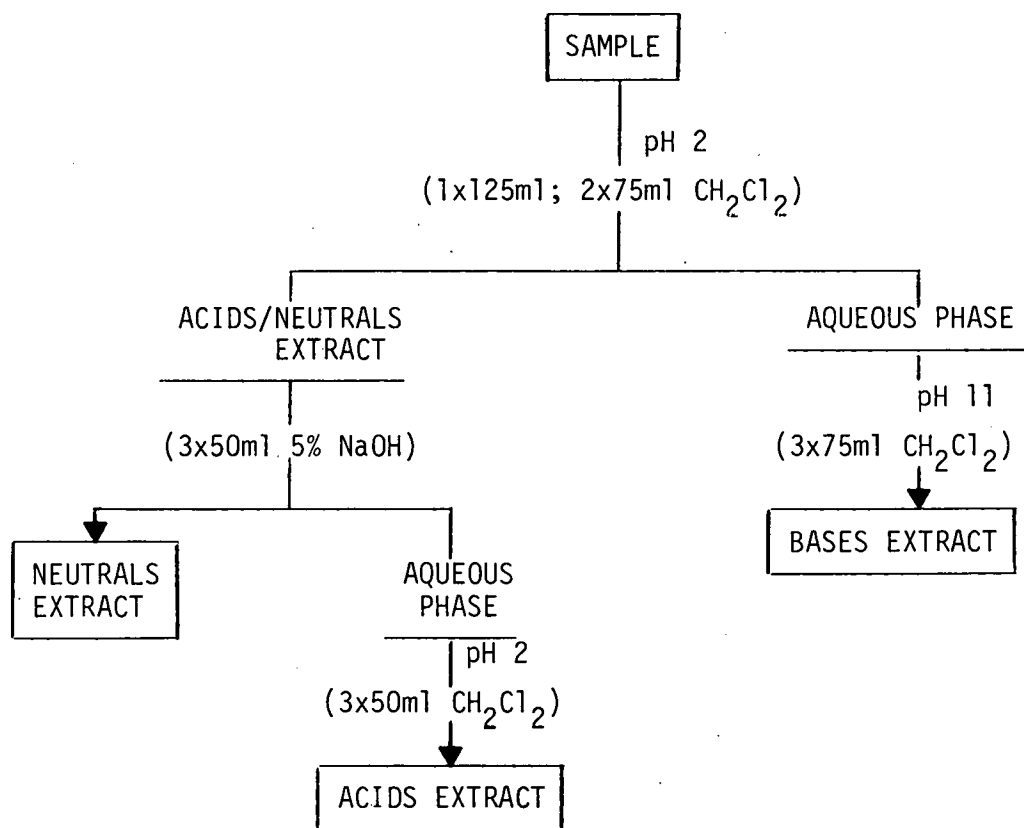 SAMPLE
pH 2
(1x125ml; 2x75ml CH₂Cl₂)
ACIDS/NEUTRALS
EXTRACT
AQUEOUS PHASE
(3x50ml 5% NaOH)
pH 11
(3x75ml CH₂Cl₂)
NEUTRALS
EXTRACT
AQUEOUS
PHASE
BASES EXTRACT
pH 2
(3x50ml CH₂Cl₂)
ACIDS EXTRACT